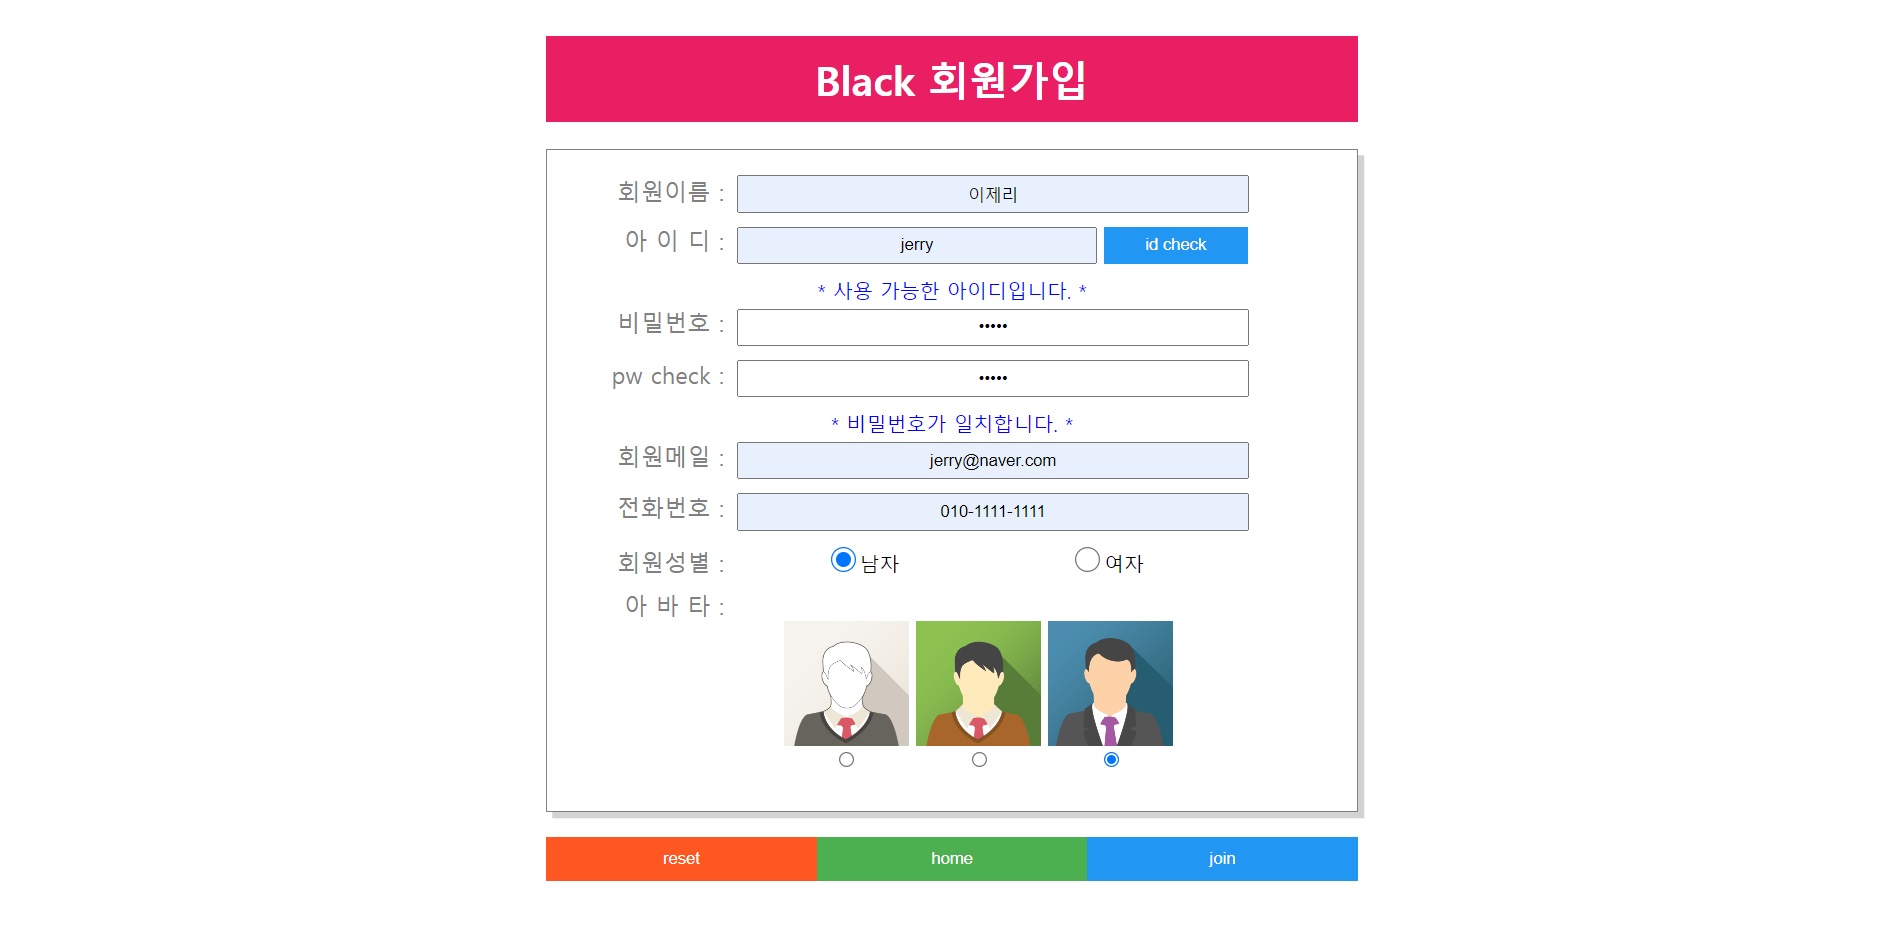 Black 회원가입
회원이름 : 이제리
아 이 디 : jerry id check
* 사용 가능한 아이디입니다. *
비밀번호 : •••••
pw check : •••••
* 비밀번호가 일치합니다. *
회원메일 : jerry@naver.com
전화번호 : 010-1111-1111
회원성별 : 남자 여자
아 바 타 :
reset home join